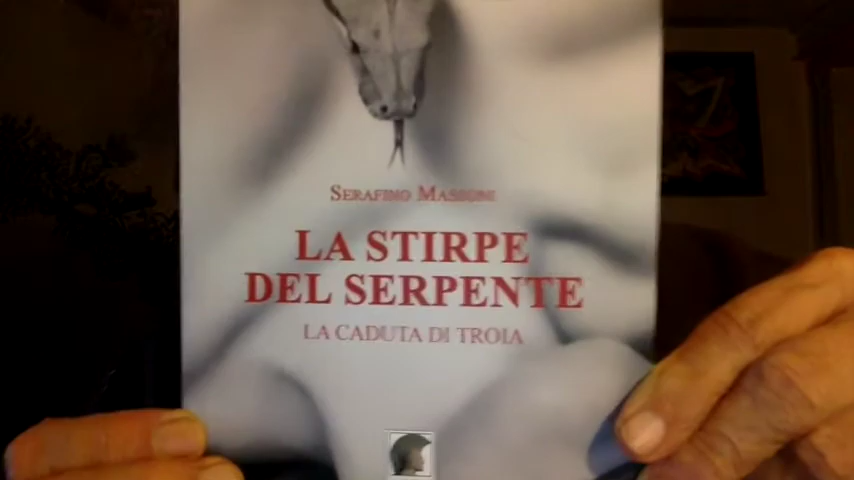 Serafino Massoni
LA STIRPE
DEL SERPENTE
LA CADUTA DI TROIA